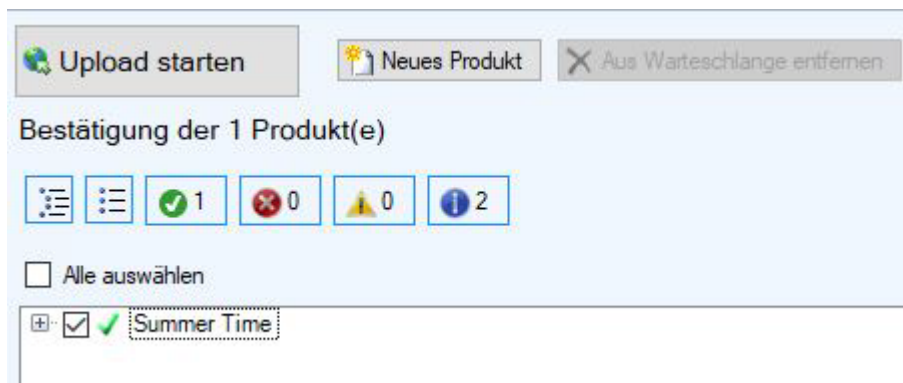 Upload starten Neues Produkt Aus Warteschlange entfernen
Bestätigung der 1 Produkt(e)
1 0 0 2
Alle auswählen
Summer Time